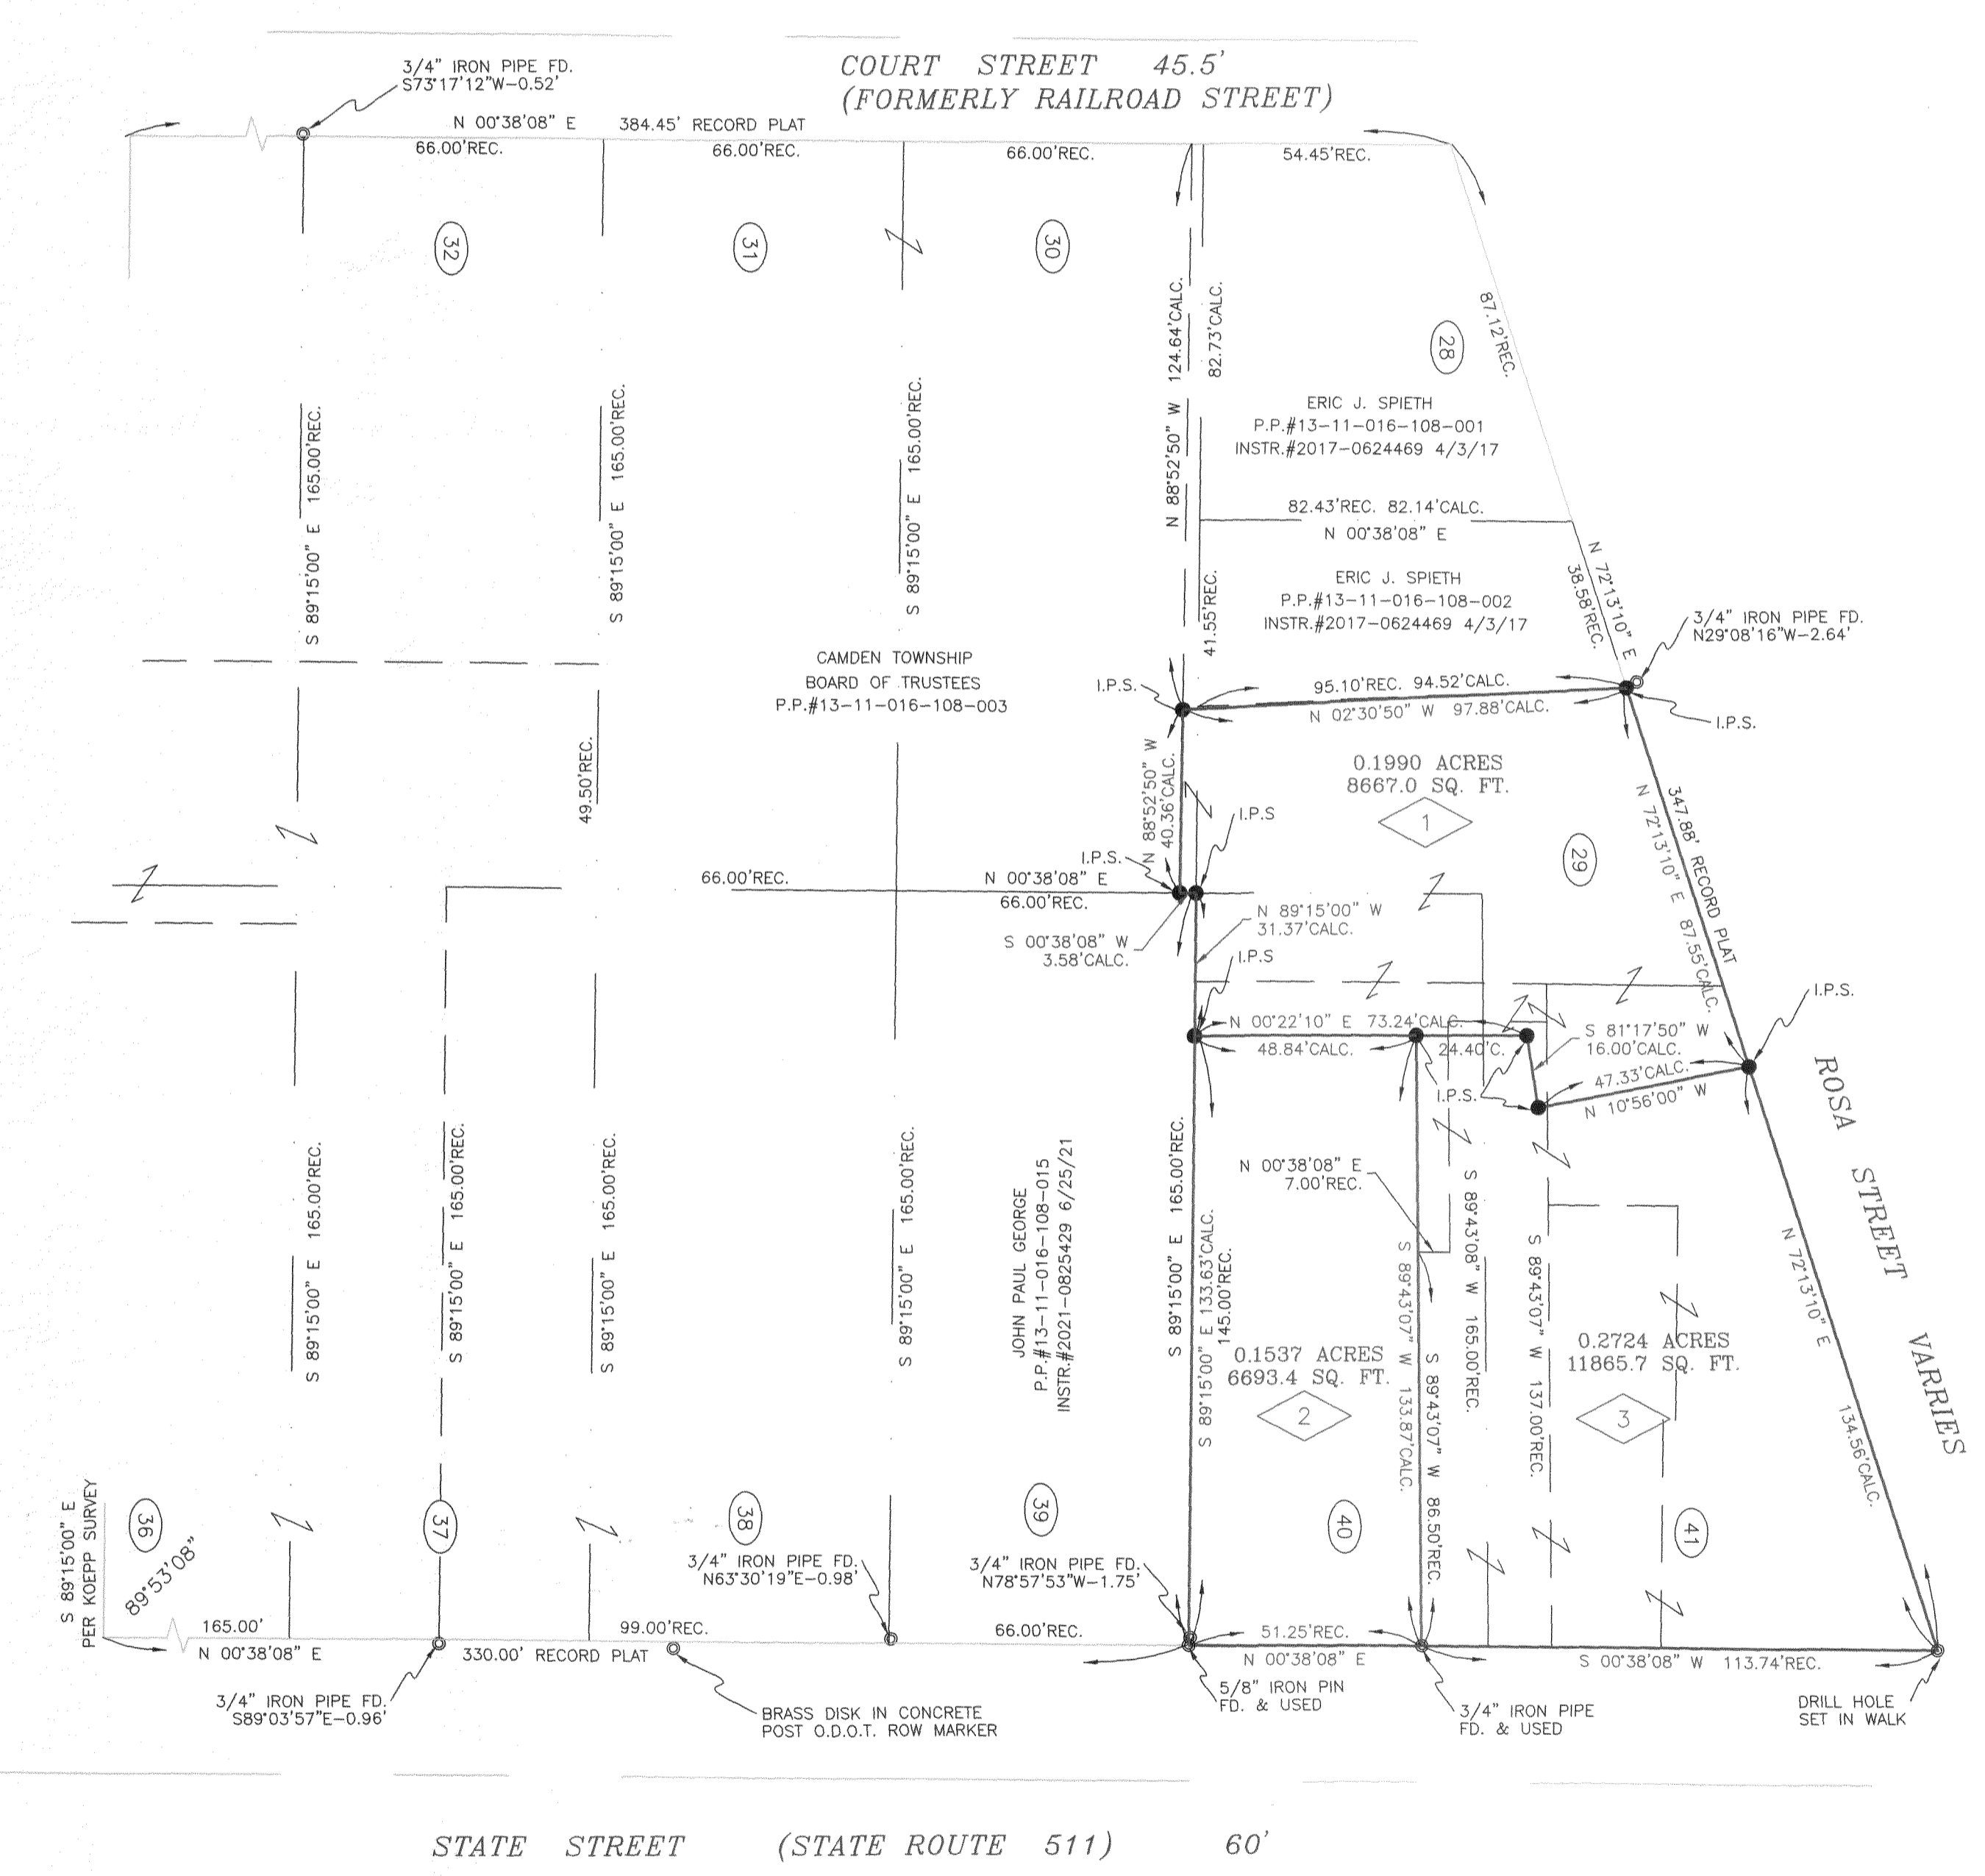 COURT STREET 45.5'
(FORMERLY RAILROAD STREET)
3/4" IRON PIPE FD.
S73°17'12"W-0.52'
N 00°38'08" E 384.45' RECORD PLAT
66.00'REC.
66.00'REC.
66.00'REC.
54.45'REC.
32
31
30
28
87.12'REC.
N 88°52'50" W 124.64'CALC.
82.73'CALC.
ERIC J. SPIETH
P.P.#13-11-016-108-001
INSTR.#2017-0624469 4/3/17
S 89°15'00" E 165.00'REC.
S 89°15'00" E 165.00'REC.
S 89°15'00" E 165.00'REC.
82.43'REC. 82.14'CALC.
N 00°38'08" E
ERIC J. SPIETH
P.P.#13-11-016-108-002
INSTR.#2017-0624469 4/3/17
41.55'REC.
N 72°13'10" E
38.58'REC.
3/4" IRON PIPE FD.
N29°08'16"W-2.64'
CAMDEN TOWNSHIP
BOARD OF TRUSTEES
P.P.#13-11-016-108-003
I.P.S.
95.10'REC. 94.52'CALC.
N 02°30'50" W 97.88'CALC.
I.P.S.
49.50'REC.
N 88°52'50" W
40.36'CALC.
0.1990 ACRES
8667.0 SQ. FT.
1
I.P.S
29
347.88' RECORD PLAT
N 72°13'10" E 87.55'CALC.
I.P.S.
66.00'REC.
N 00°38'08" E
66.00'REC.
N 89°15'00" W
31.37'CALC.
S 00°38'08" W
3.58'CALC.
I.P.S
I.P.S.
N 00°22'10" E 73.24'CALC.
48.84'CALC.
24.40'C.
S 81°17'50" W
16.00'CALC.
47.33'CALC.
N 10°56'00" W
I.P.S.
ROSA STREET VARRIES
S 89°15'00" E 165.00'REC.
S 89°15'00" E 165.00'REC.
S 89°15'00" E 165.00'REC.
S 89°15'00" E 165.00'REC.
JOHN PAUL GEORGE
P.P.#13-11-016-108-015
INSTR.#2021-0825429 6/25/21
S 89°15'00" E 165.00'REC.
S 89°15'00" E 133.63'CALC.
145.00'REC.
N 00°38'08" E
7.00'REC.
S 89°43'07" W 133.87'CALC.
S 89°43'07" W 86.50'REC.
S 89°43'08" W 165.00'REC.
S 89°43'07" W 137.00'REC.
N 72°13'10" E
134.56'CALC.
0.1537 ACRES
6693.4 SQ. FT.
2
0.2724 ACRES
11865.7 SQ. FT.
3
S 89°15'00" E
PER KOEPP SURVEY
36
89°53'08"
37
38
39
40
41
3/4" IRON PIPE FD.
N63°30'19"E-0.98'
3/4" IRON PIPE FD.
N78°57'53"W-1.75'
165.00'
N 00°38'08" E
330.00' RECORD PLAT
99.00'REC.
66.00'REC.
51.25'REC.
N 00°38'08" E
S 00°38'08" W 113.74'REC.
3/4" IRON PIPE FD.
S89°03'57"E-0.96'
BRASS DISK IN CONCRETE
POST O.D.O.T. ROW MARKER
5/8" IRON PIN
FD. & USED
3/4" IRON PIPE
FD. & USED
DRILL HOLE
SET IN WALK
STATE STREET (STATE ROUTE 511) 60'